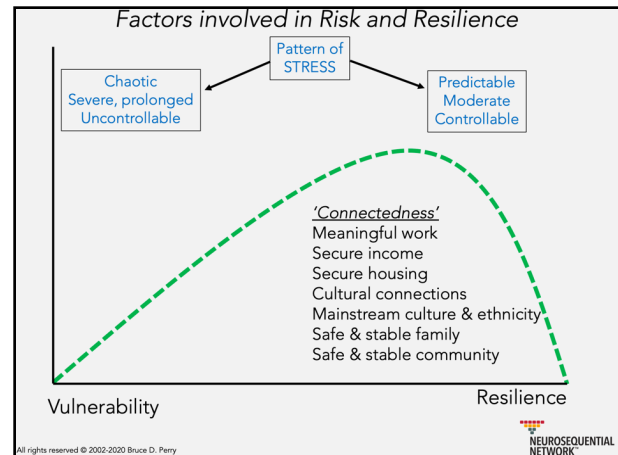 Factors involved in Risk and Resilience
Pattern of
STRESS
Chaotic
Severe, prolonged
Uncontrollable
Predictable
Moderate
Controllable
'Connectedness'
Meaningful work
Secure income
Secure housing
Cultural connections
Mainstream culture & ethnicity
Safe & stable family
Safe & stable community
Vulnerability
Resilience
All rights reserved © 2002-2020 Bruce D. Perry
NEUROSEQUENTIAL
NETWORK™